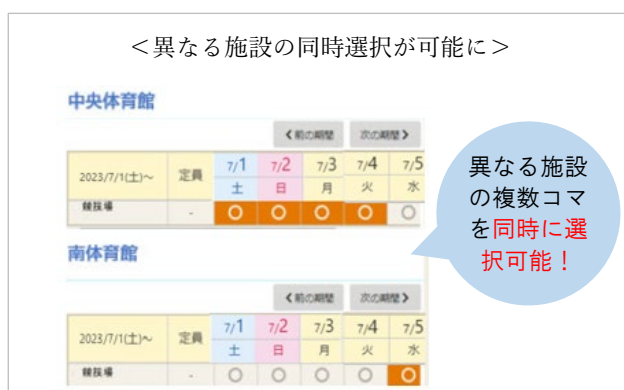 ＜異なる施設の同時選択が可能に＞
中央体育館
❮前の期間 次の期間❯
2023/7/1(土)～ 定員 7/1 7/2 7/3 7/4 7/5
土 日 月 火 水
競技場 - ○ ○ ○ ○ ○
南体育館
❮前の期間 次の期間❯
2023/7/1(土)～ 定員 7/1 7/2 7/3 7/4 7/5
土 日 月 火 水
競技場 - ○ ○ ○ ○ ○
異なる施設
の複数コマ
を同時に選
択可能！